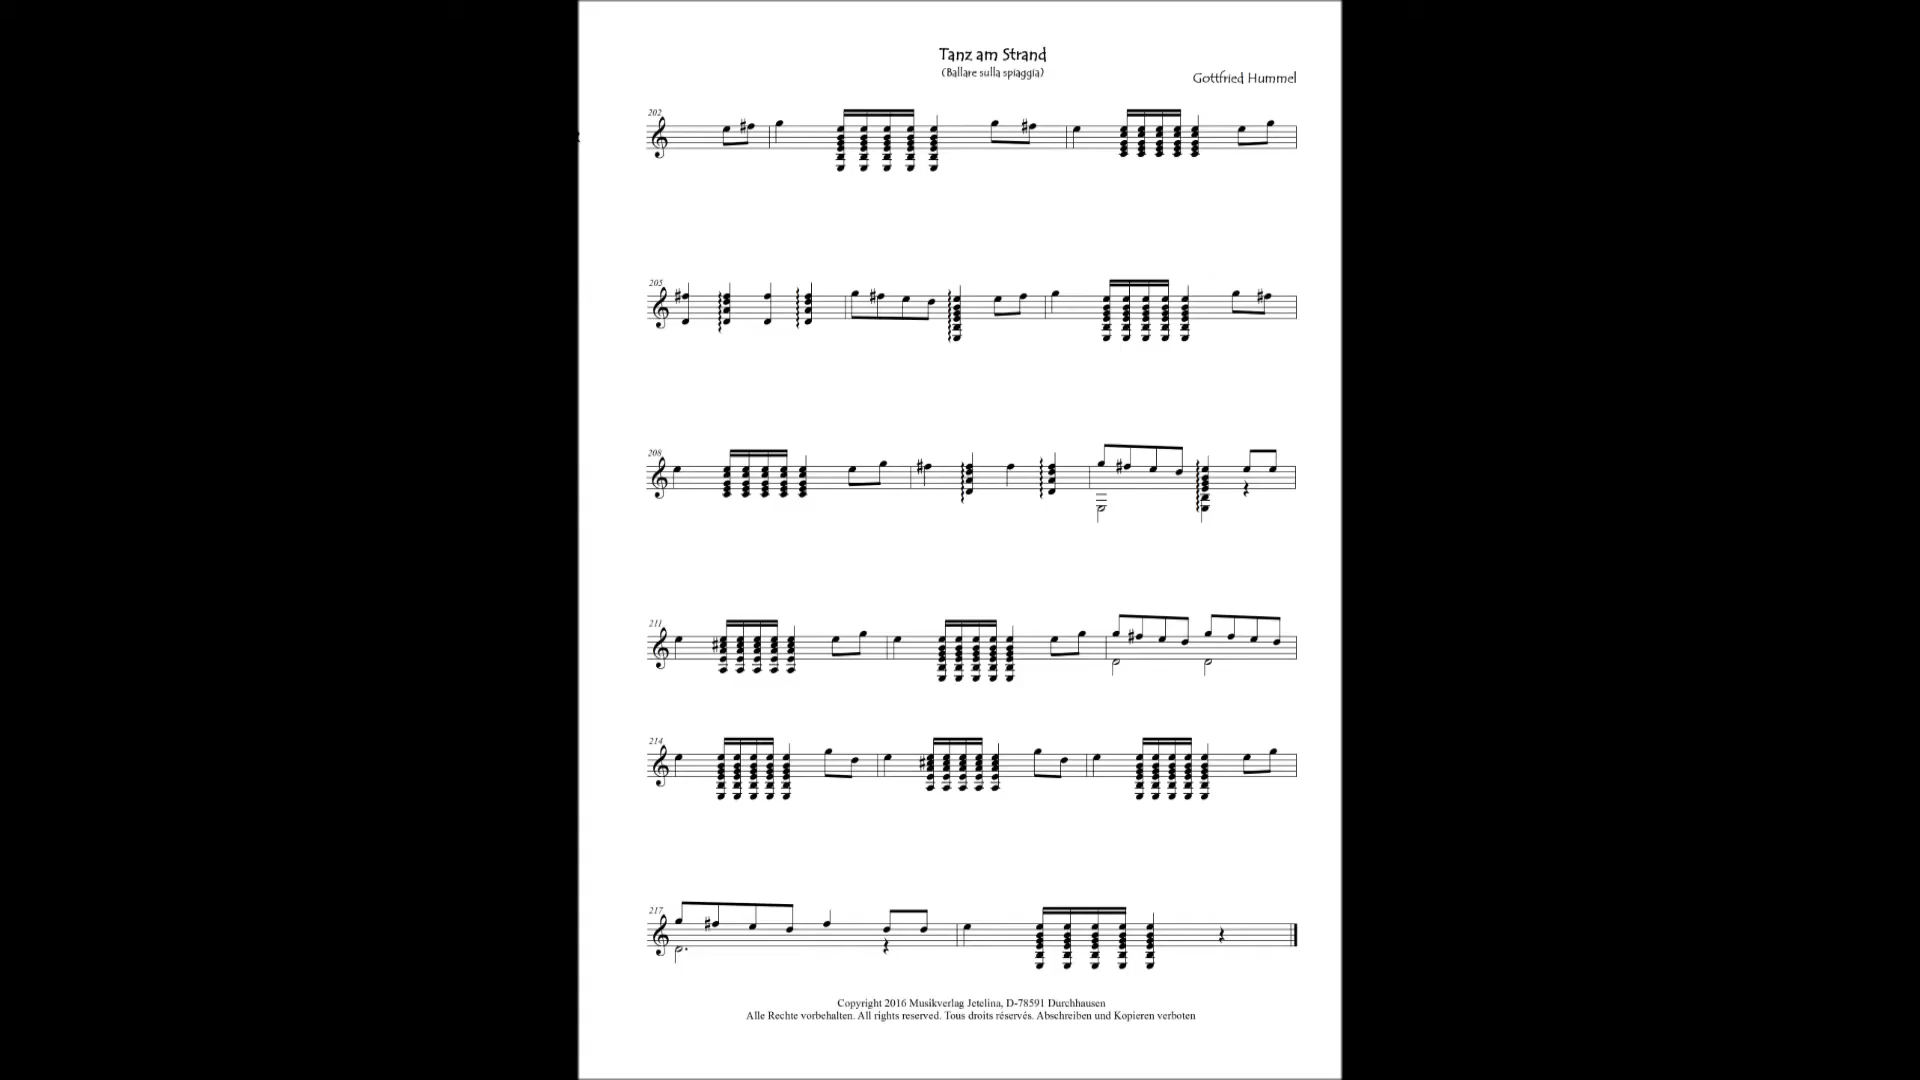 Tanz am Strand
(Ballare sulla spiaggia)
Gottfried Hummel
202
205
208
211
214
217
Copyright 2016 Musikverlag Jetelina, D-78591 Durchhausen
Alle Rechte vorbehalten. All rights reserved. Tous droits réservés. Abschreiben und Kopieren verboten